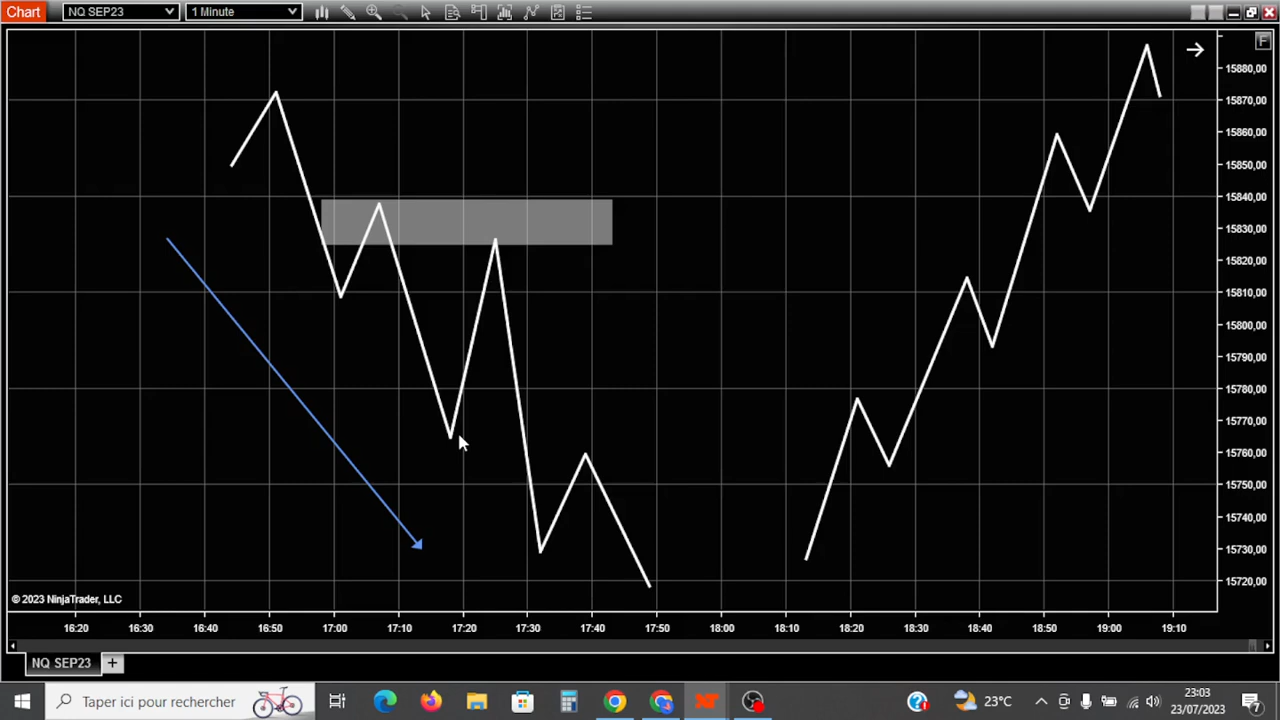 Chart NQ SEP23 1 Minute
F
15880,00
15870,00
15860,00
15850,00
15840,00
15830,00
15820,00
15810,00
15800,00
15790,00
15780,00
15770,00
15760,00
15750,00
15740,00
15730,00
15720,00
© 2023 NinjaTrader, LLC
16:20 16:30 16:40 16:50 17:00 17:10 17:20 17:30 17:40 17:50 18:00 18:10 18:20 18:30 18:40 18:50 19:00 19:10
NQ SEP23 +
Taper ici pour rechercher
23°C
23:03
23/07/2023
7